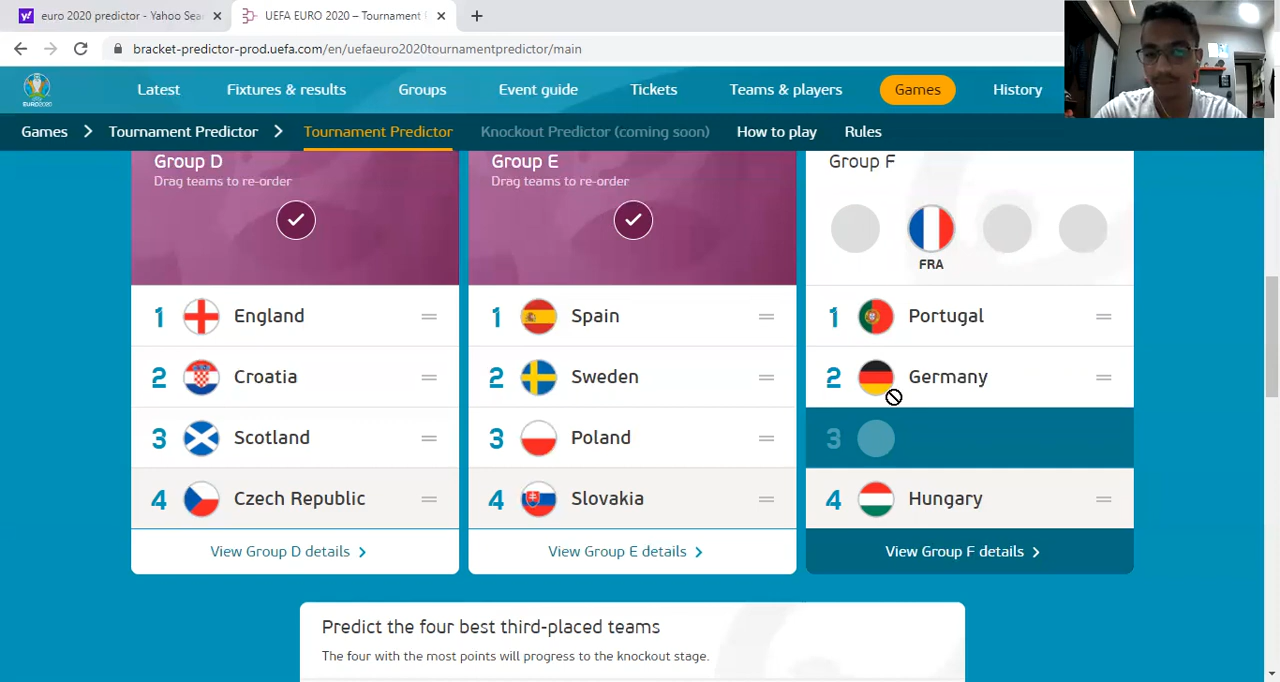 euro 2020 predictor - Yahoo Sea
UEFA EURO 2020 – Tournament
bracket-predictor-prod.uefa.com/en/uefaeuro2020tournamentpredictor/main
EURO2020
Latest Fixtures & results Groups Event guide Tickets Teams & players Games History
Games Tournament Predictor Tournament Predictor Knockout Predictor (coming soon) How to play Rules
Group D
Drag teams to re-order
1 England
2 Croatia
3 Scotland
4 Czech Republic
View Group D details
Group E
Drag teams to re-order
1 Spain
2 Sweden
3 Poland
4 Slovakia
View Group E details
Group F
FRA
1 Portugal
2 Germany
3
4 Hungary
View Group F details
Predict the four best third-placed teams
The four with the most points will progress to the knockout stage.